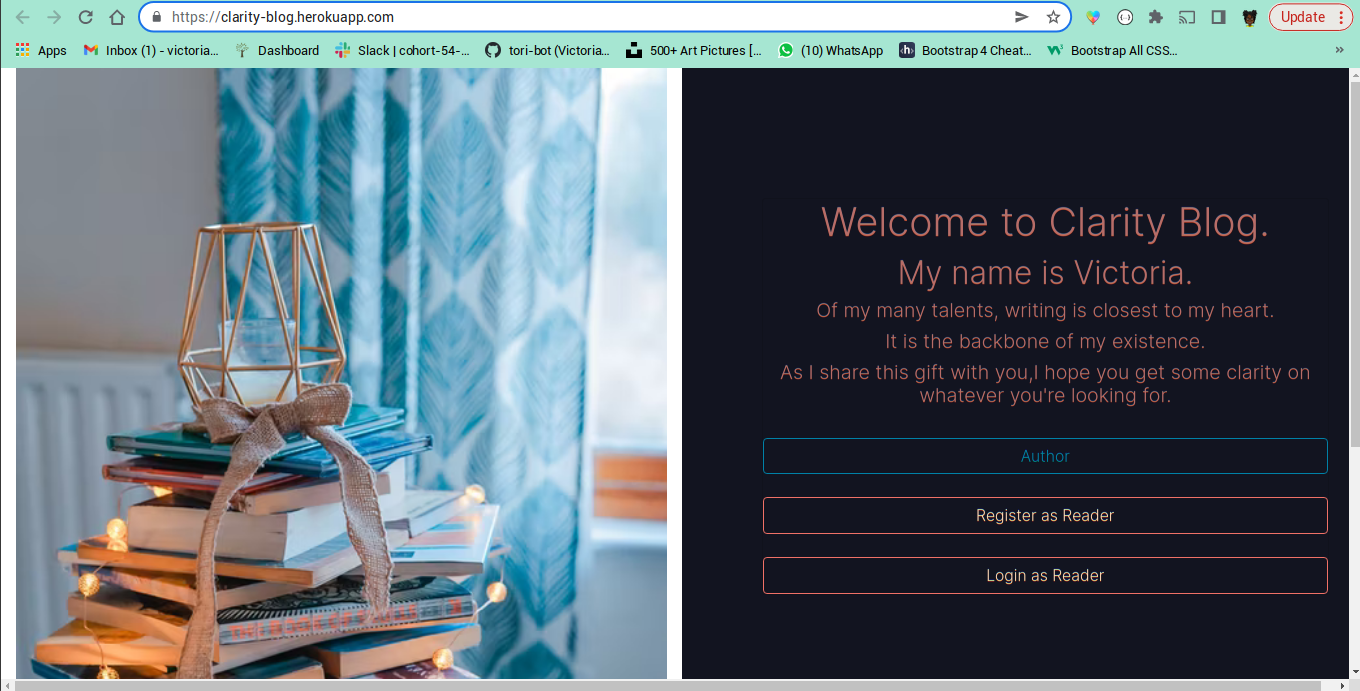 https://clarity-blog.herokuapp.com
Update
Apps
Inbox (1) - victoria...
Dashboard
Slack | cohort-54-...
tori-bot (Victoria...
500+ Art Pictures [...
(10) WhatsApp
Bootstrap 4 Cheat...
Bootstrap All CSS...
»
Welcome to Clarity Blog.
My name is Victoria.
Of my many talents, writing is closest to my heart.
It is the backbone of my existence.
As I share this gift with you,I hope you get some clarity on
whatever you're looking for.
Author
Register as Reader
Login as Reader